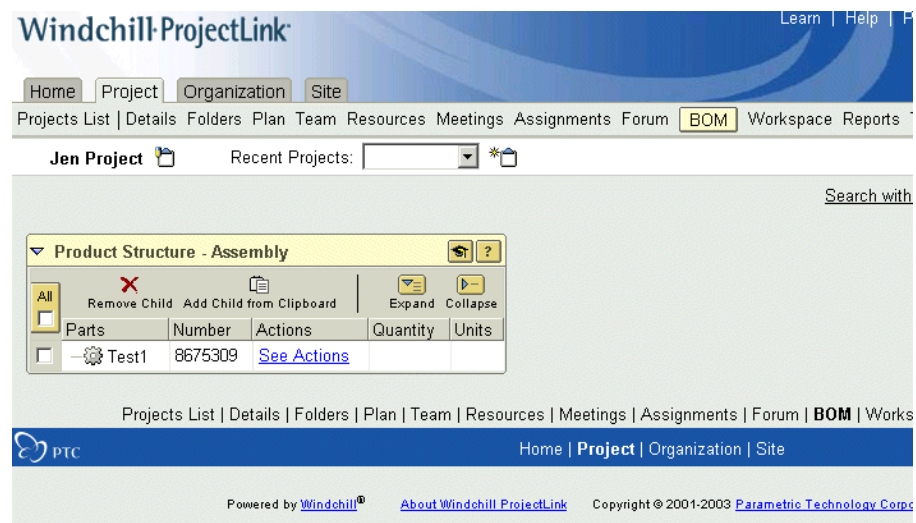 Windchill ProjectLink
Learn | Help |
Home Project Organization Site
Projects List | Details Folders Plan Team Resources Meetings Assignments Forum BOM Workspace Reports
Jen Project Recent Projects:
Search with
Product Structure - Assembly ?
All Remove Child Add Child from Clipboard Expand Collapse
Parts Number Actions Quantity Units
Test1 8675309 See Actions
Projects List | Details | Folders | Plan | Team | Resources | Meetings | Assignments | Forum | BOM | Works
PTC Home | Project | Organization | Site
Powered by Windchill® About Windchill ProjectLink Copyright © 2001-2003 Parametric Technology Corpo